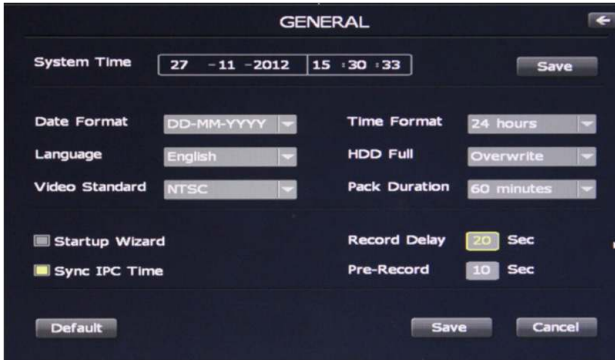 GENERAL
System Time 27 - 11 - 2012 15 : 30 : 33 Save
Date Format DD-MM-YYYY Time Format 24 hours
Language English HDD Full Overwrite
Video Standard NTSC Pack Duration 60 minutes
Startup Wizard Record Delay 20 Sec
Sync IPC Time Pre-Record 10 Sec
Default Save Cancel